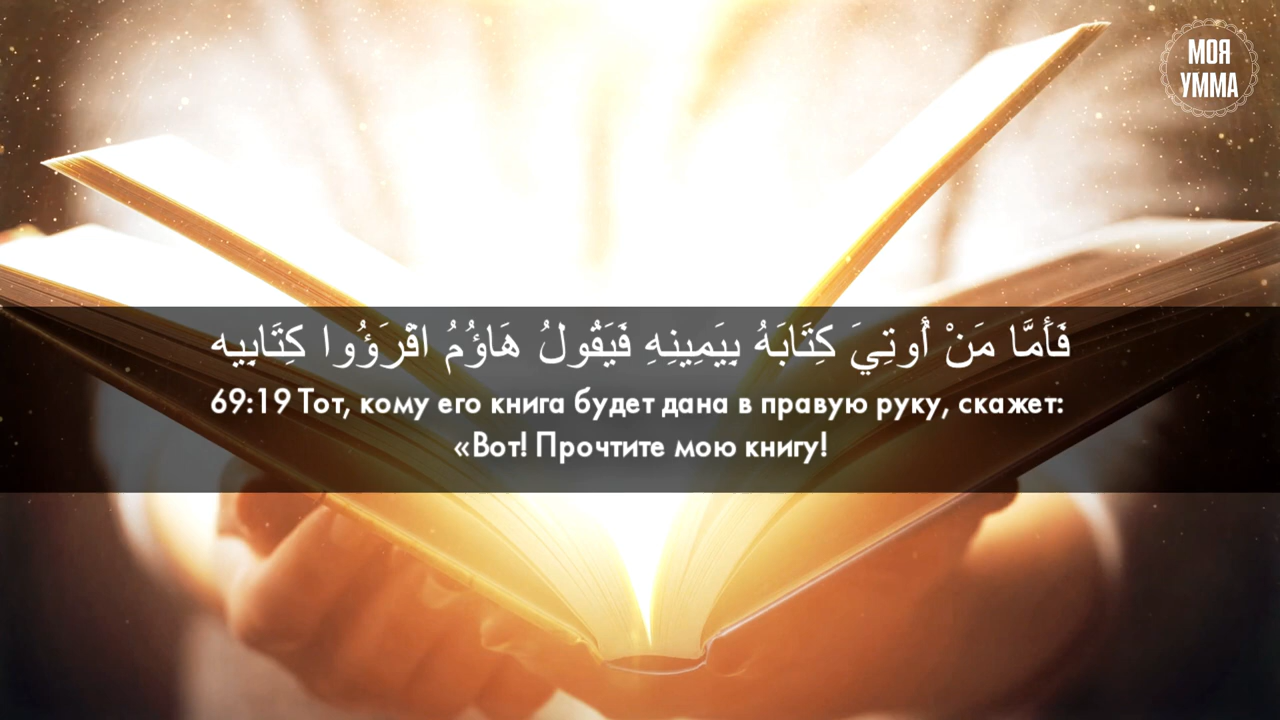 МОЯ
УММА
فَأَمَّا مَنْ أُوتِيَ كِتَابَهُ بِيَمِينِهِ فَيَقُولُ هَاؤُمُ اقْرَؤُوا كِتَابِيه
69:19 Тот, кому его книга будет дана в правую руку, скажет:
«Вот! Прочтите мою книгу!